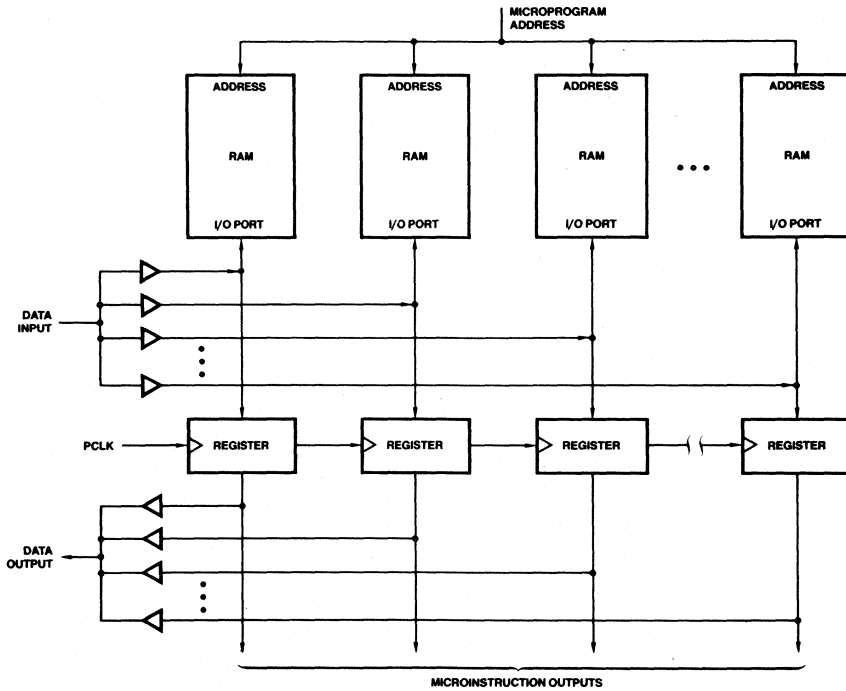 MICROPROGRAM
ADDRESS
ADDRESS
ADDRESS
ADDRESS
ADDRESS
RAM
RAM
RAM
RAM
I/O PORT
I/O PORT
I/O PORT
I/O PORT
DATA
INPUT
PCLK
REGISTER
REGISTER
REGISTER
REGISTER
DATA
OUTPUT
MICROINSTRUCTION OUTPUTS